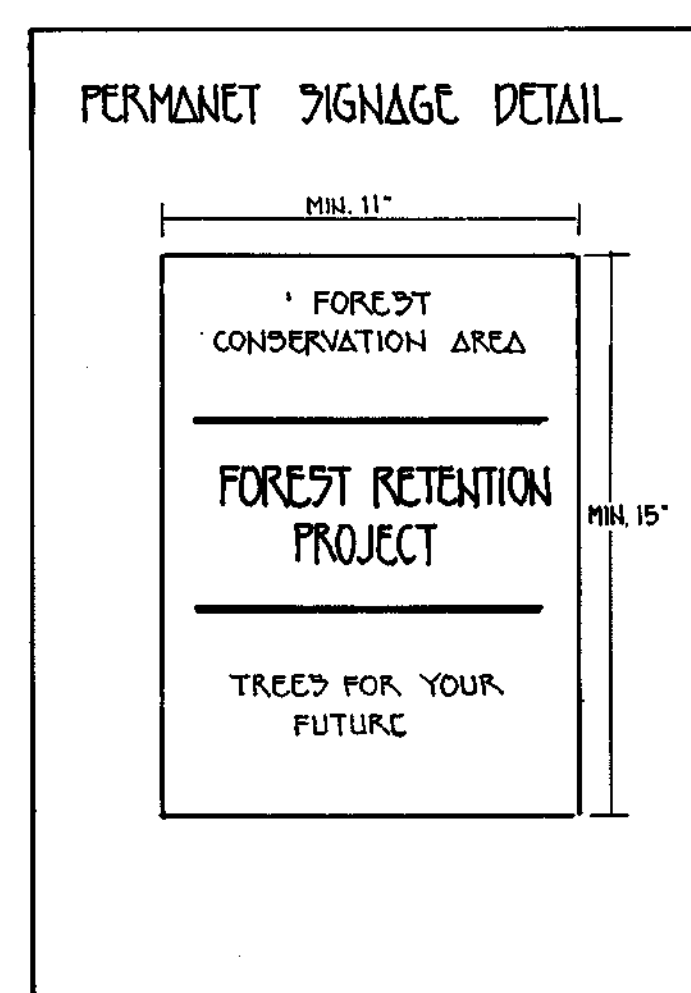 PERMANET SIGNAGE DETAIL
MIN. 11"
FOREST
CONSERVATION AREA
FOREST RETENTION
PROJECT
MIN. 15"
TREES FOR YOUR
FUTURE